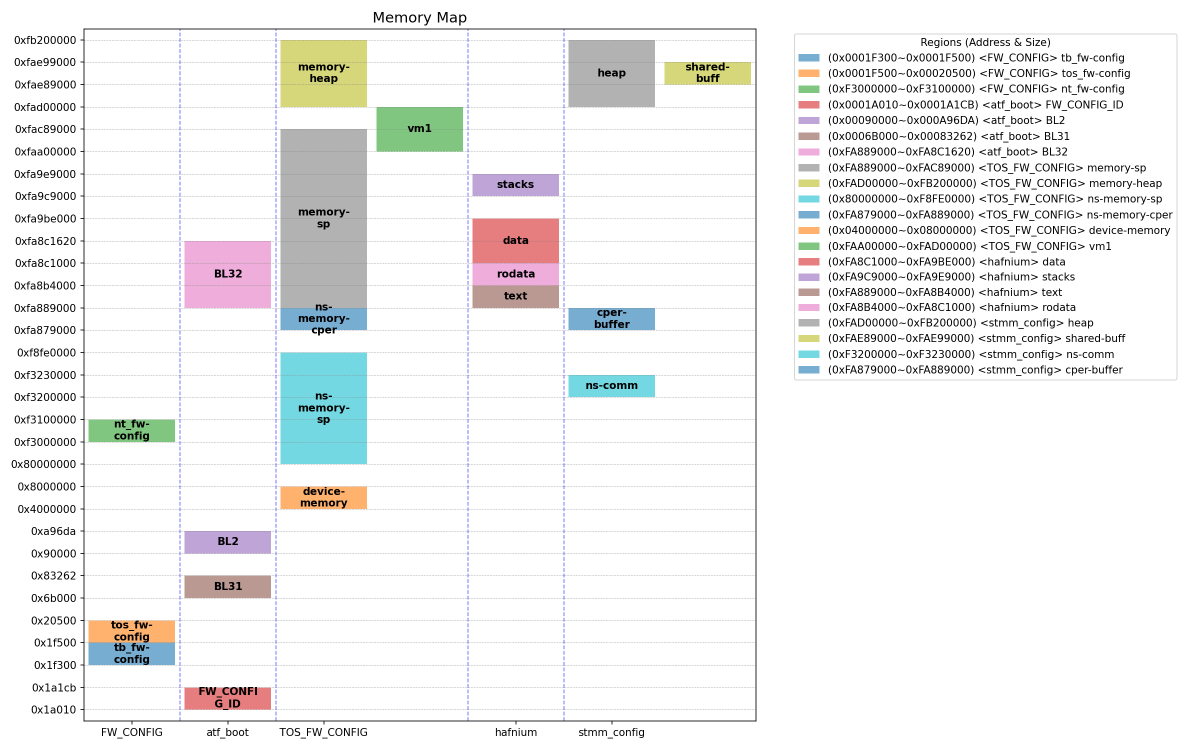 Memory Map
0xfb200000
0xfae99000
0xfae89000
0xfad00000
0xfac89000
0xfaa00000
0xfa9e9000
0xfa9c9000
0xfa9be000
0xfa8c1620
0xfa8c1000
0xfa8b4000
0xfa889000
0xfa879000
0xf8fe0000
0xf3230000
0xf3200000
0xf3100000
0xf3000000
0x80000000
0x8000000
0x4000000
0xa96da
0x90000
0x83262
0x6b000
0x20500
0x1f500
0x1f300
0x1a1cb
0x1a010
memory-
heap
heap
shared-
buff
vm1
stacks
memory-
sp
data
BL32
rodata
text
ns-
memory-
cper
cper-
buffer
ns-comm
ns-
memory-
sp
nt_fw-
config
device-
memory
BL2
BL31
tos_fw-
config
tb_fw-
config
FW_CONFI
G_ID
FW_CONFIG
atf_boot
TOS_FW_CONFIG
hafnium
stmm_config
Regions (Address & Size)
(0x0001F300~0x0001F500) <FW_CONFIG> tb_fw-config
(0x0001F500~0x00020500) <FW_CONFIG> tos_fw-config
(0xF3000000~0xF3100000) <FW_CONFIG> nt_fw-config
(0x0001A010~0x0001A1CB) <atf_boot> FW_CONFIG_ID
(0x00090000~0x000A96DA) <atf_boot> BL2
(0x0006B000~0x00083262) <atf_boot> BL31
(0xFA889000~0xFA8C1620) <atf_boot> BL32
(0xFA889000~0xFAC89000) <TOS_FW_CONFIG> memory-sp
(0xFAD00000~0xFB200000) <TOS_FW_CONFIG> memory-heap
(0x80000000~0xF8FE0000) <TOS_FW_CONFIG> ns-memory-sp
(0xFA879000~0xFA889000) <TOS_FW_CONFIG> ns-memory-cper
(0x04000000~0x08000000) <TOS_FW_CONFIG> device-memory
(0xFAA00000~0xFAD00000) <TOS_FW_CONFIG> vm1
(0xFA8C1000~0xFA9BE000) <hafnium> data
(0xFA9C9000~0xFA9E9000) <hafnium> stacks
(0xFA889000~0xFA8B4000) <hafnium> text
(0xFA8B4000~0xFA8C1000) <hafnium> rodata
(0xFAD00000~0xFB200000) <stmm_config> heap
(0xFAE89000~0xFAE99000) <stmm_config> shared-buff
(0xF3200000~0xF3230000) <stmm_config> ns-comm
(0xFA879000~0xFA889000) <stmm_config> cper-buffer